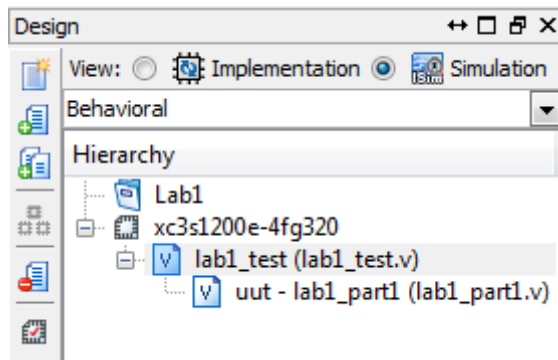 Design
View: Implementation Simulation
Behavioral
Hierarchy
Lab1
xc3s1200e-4fg320
V lab1_test (lab1_test.v)
V uut - lab1_part1 (lab1_part1.v)